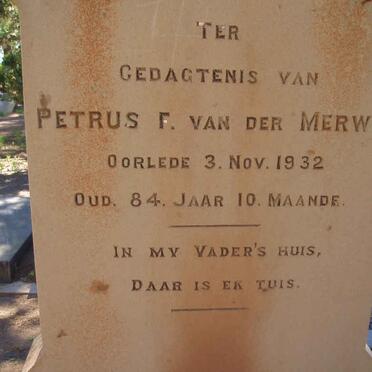 TER
GEDAGTENIS VAN
PETRUS F. VAN DER MERW
OORLEDE 3. NOV. 1932
OUD. 84. JAAR 10. MAANDE.
IN MY VADER'S HUIS,
DAAR IS EK TUIS.